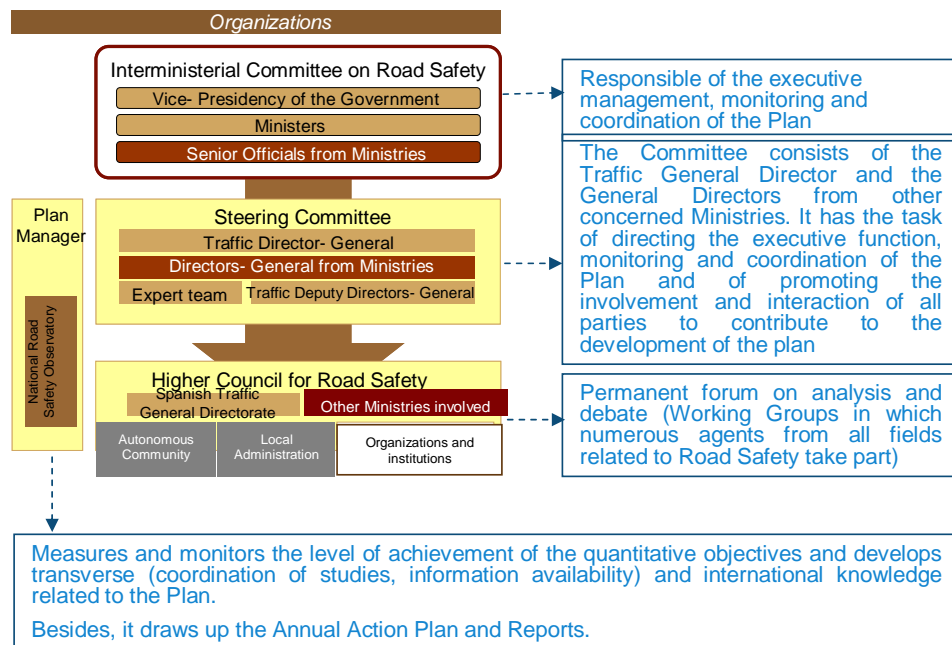 Organizations
Interministerial Committee on Road Safety
Vice- Presidency of the Government
Ministers
Senior Officials from Ministries
Responsible of the executive
management, monitoring and
coordination of the Plan
Plan
Manager
National Road
Safety Observatory
Steering Committee
Traffic Director- General
Directors- General from Ministries
Expert team
Traffic Deputy Directors- General
The Committee consists of the
Traffic General Director and the
General Directors from other
concerned Ministries. It has the task
of directing the executive function,
monitoring and coordination of the
Plan and of promoting the
involvement and interaction of all
parties to contribute to the
development of the plan
Higher Council for Road Safety
Spanish Traffic
General Directorate
Other Ministries involved
Autonomous
Community
Local
Administration
Organizations and
institutions
Permanent forum on analysis and
debate (Working Groups in which
numerous agents from all fields
related to Road Safety take part)
Measures and monitors the level of achievement of the quantitative objectives and develops
transverse (coordination of studies, information availability) and international knowledge
related to the Plan.
Besides, it draws up the Annual Action Plan and Reports.